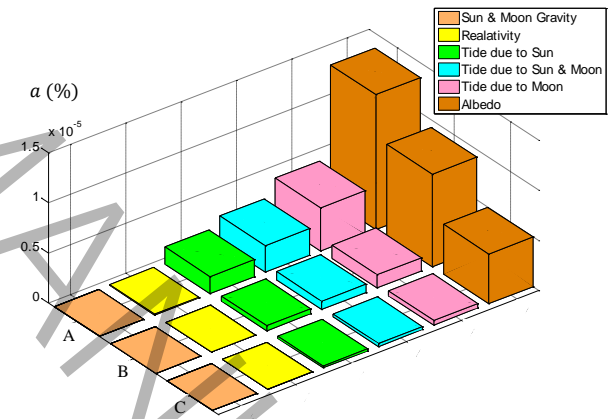 Sun & Moon Gravity
Realativity
Tide due to Sun
Tide due to Sun & Moon
Tide due to Moon
Albedo
a (%)
x 10-5
1.5
1
0.5
0
A
B
C